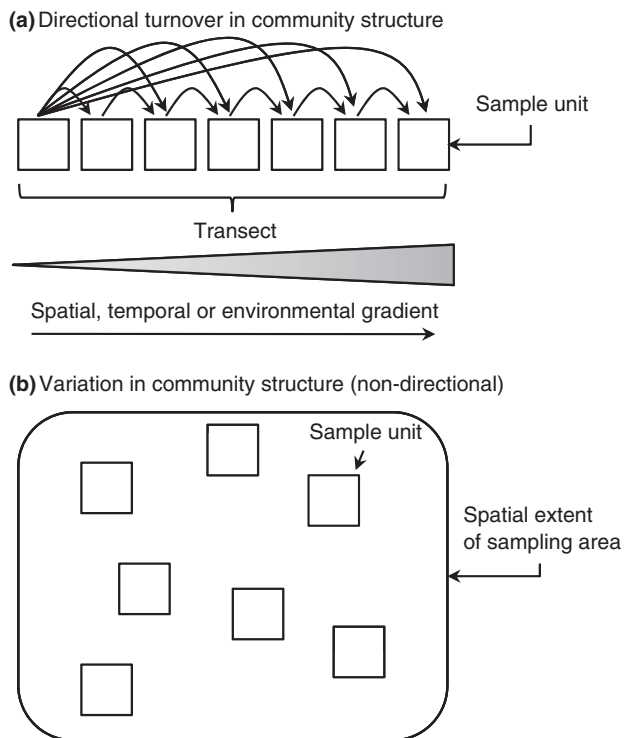 (a) Directional turnover in community structure
Sample unit
Transect
Spatial, temporal or environmental gradient
(b) Variation in community structure (non-directional)
Sample unit
Spatial extent
of sampling area